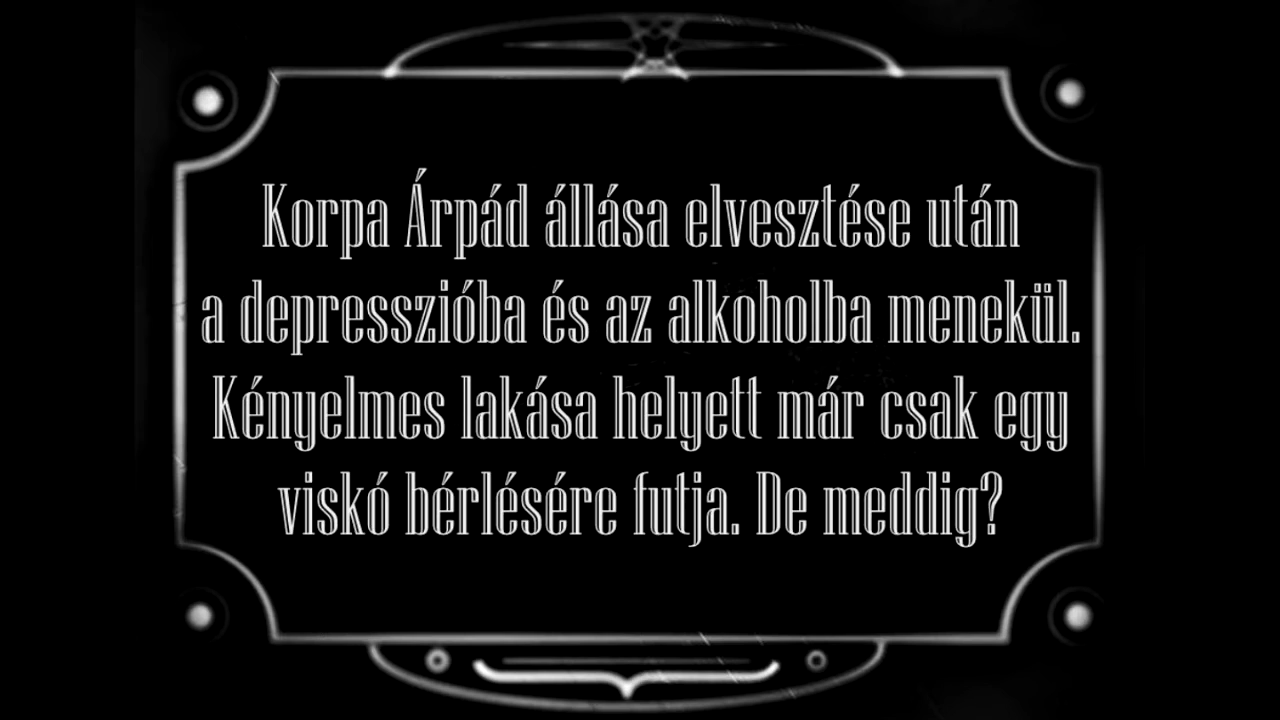 Korpa Árpád állása elvesztése után
a depresszióba és az alkoholba menekül.
Kényelmes lakása helyett már csak egy
viskó bérlésére futja. De meddig?